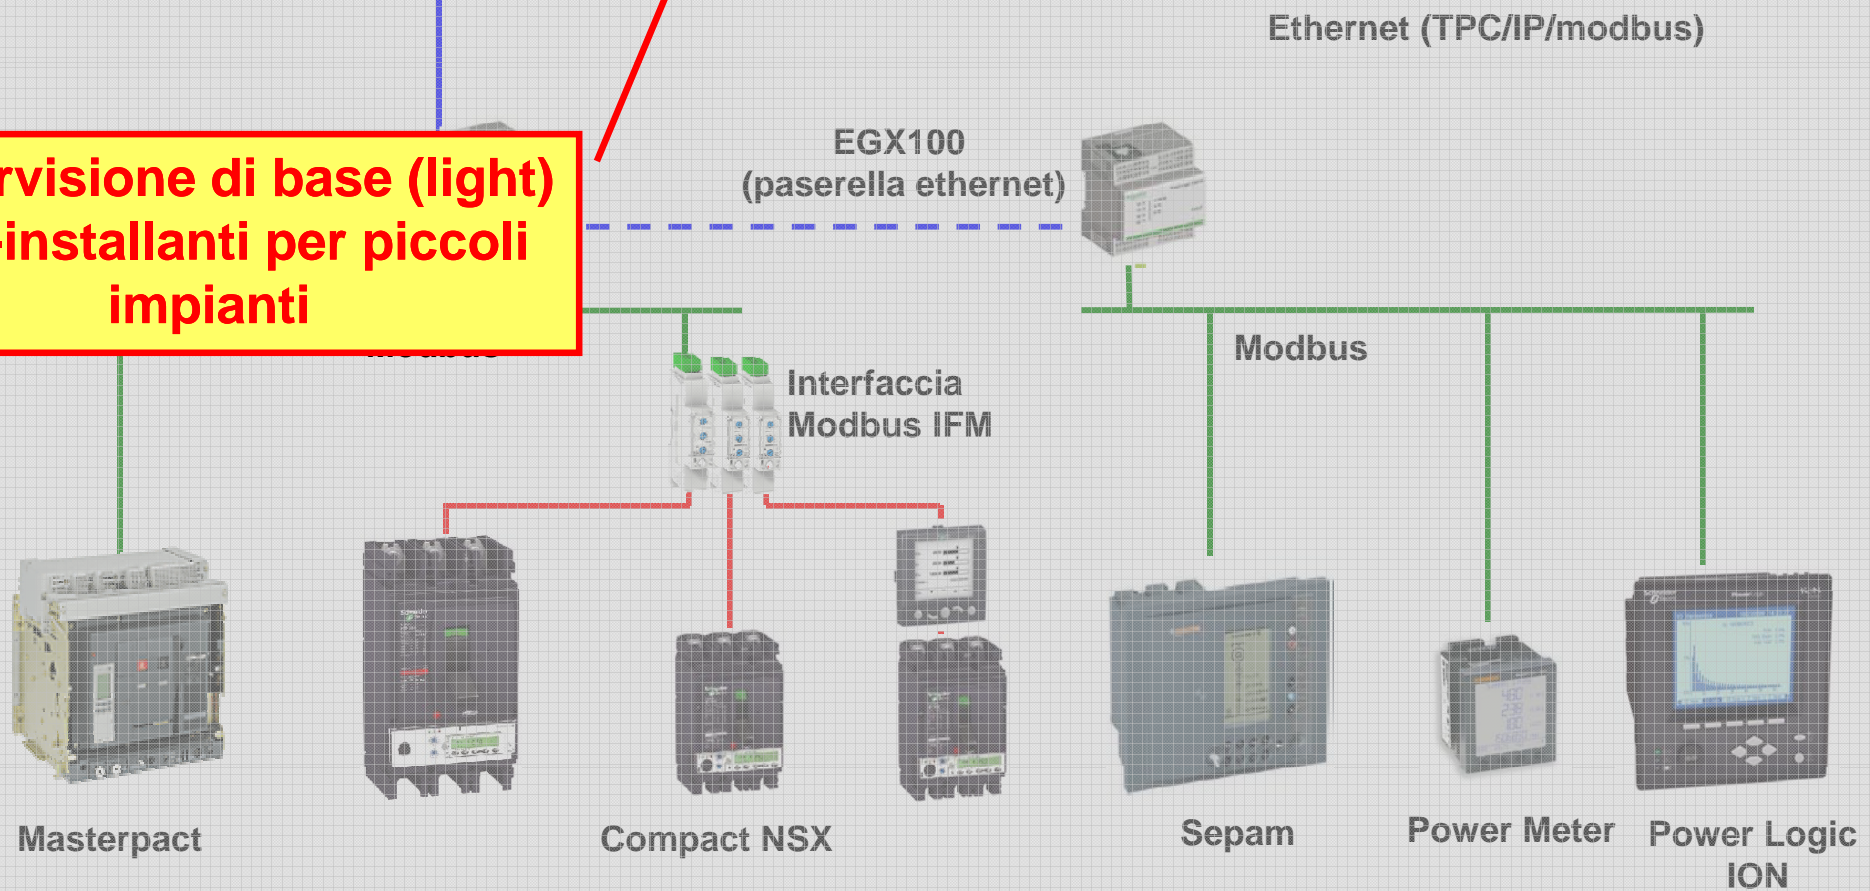 Ethernet (TPC/IP/modbus)
EGX100
(paserella ethernet)
rvisione di base (light)
-installanti per piccoli
impianti
Modbus
Modbus
Interfaccia
Modbus IFM
Masterpact
Compact NSX
Sepam
Power Meter
Power Logic
ION